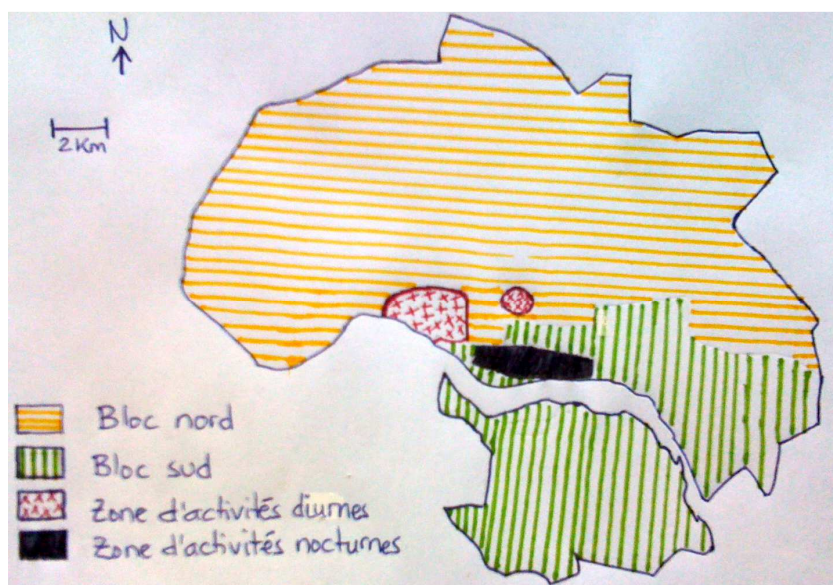 N
2 Km
Bloc nord
Bloc sud
Zone d'activités diurnes
Zone d'activités nocturnes